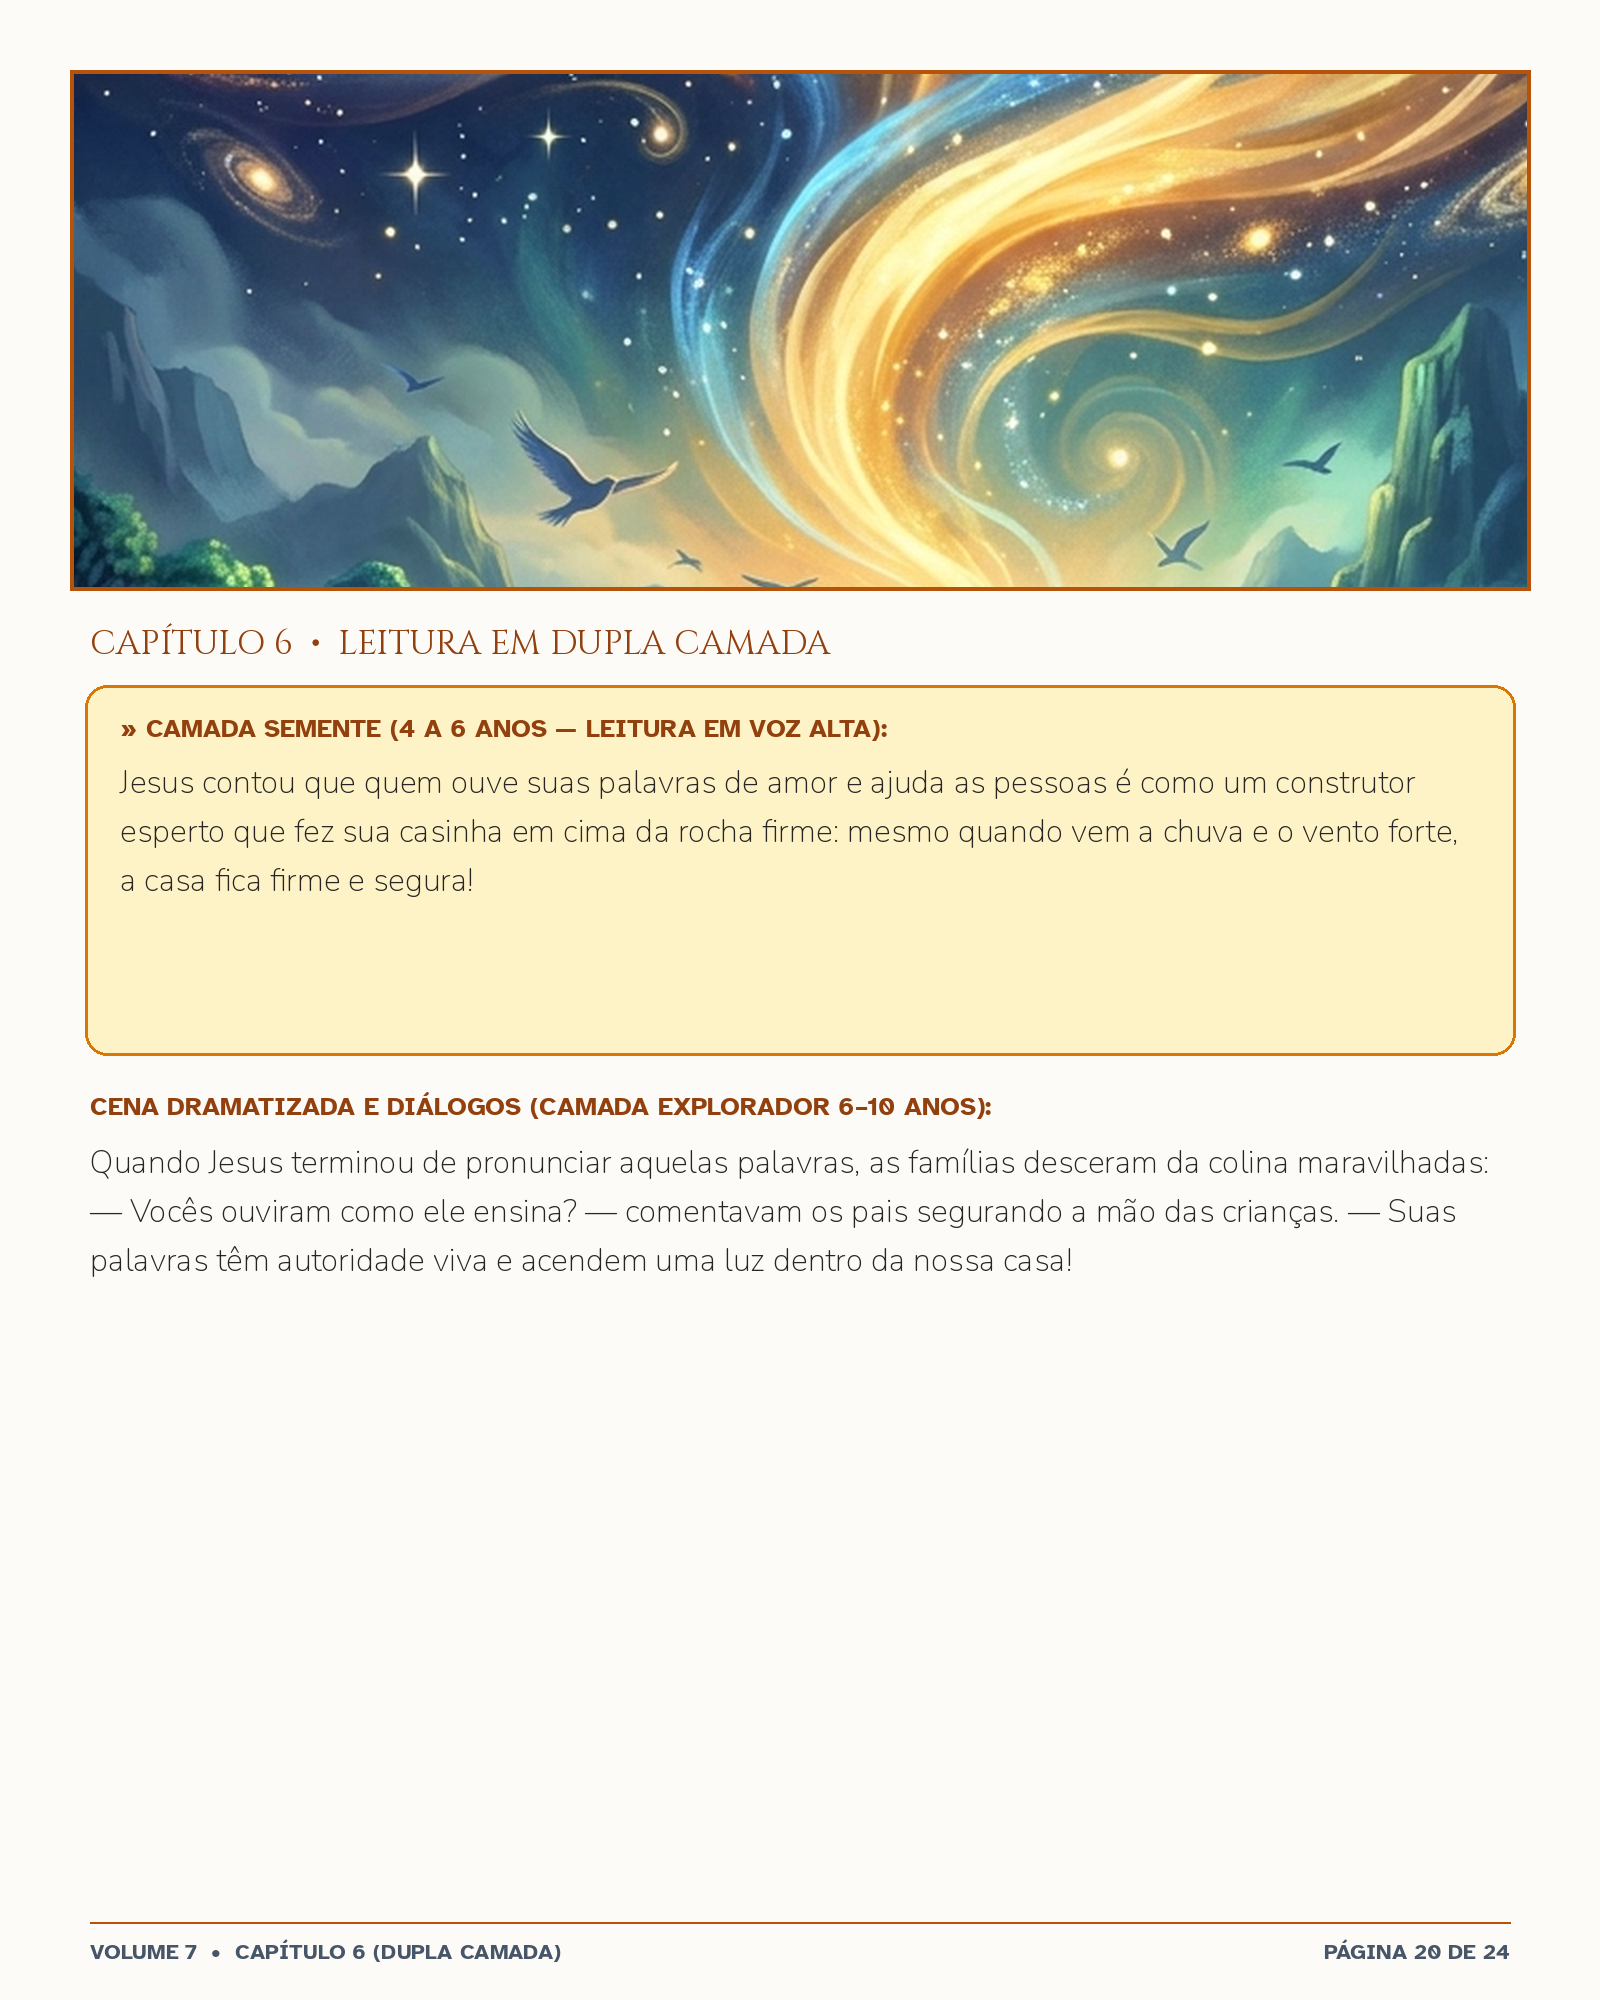 CAPÍTULO 6 • LEITURA EM DUPLA CAMADA
» CAMADA SEMENTE (4 A 6 ANOS — LEITURA EM VOZ ALTA):
Jesus contou que quem ouve suas palavras de amor e ajuda as pessoas é como um construtor
esperto que fez sua casinha em cima da rocha firme: mesmo quando vem a chuva e o vento forte,
a casa fica firme e segura!
CENA DRAMATIZADA E DIÁLOGOS (CAMADA EXPLORADOR 6–10 ANOS):
Quando Jesus terminou de pronunciar aquelas palavras, as famílias desceram da colina maravilhadas:
— Vocês ouviram como ele ensina? — comentavam os pais segurando a mão das crianças. — Suas
palavras têm autoridade viva e acendem uma luz dentro da nossa casa!
VOLUME 7 • CAPÍTULO 6 (DUPLA CAMADA)
PÁGINA 20 DE 24